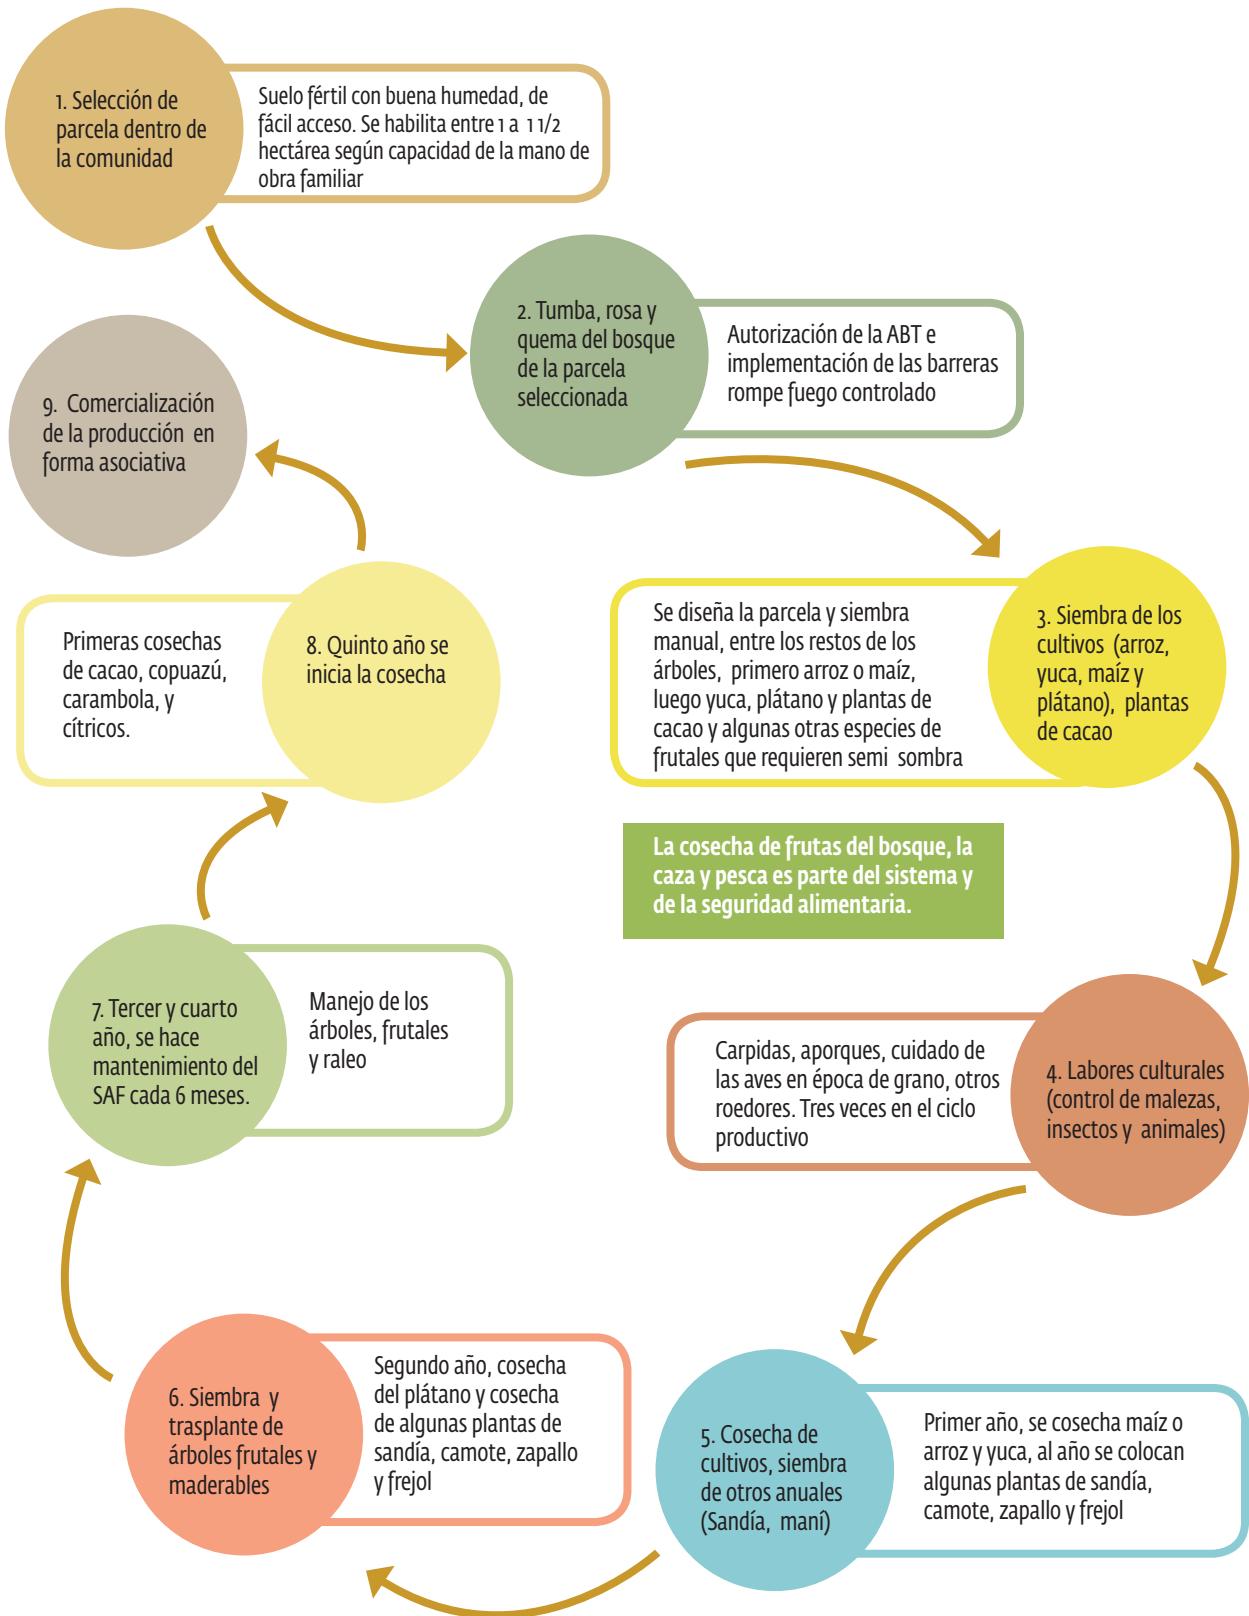 1. Selección de
parcela dentro de
la comunidad
Suelo fértil con buena humedad, de
fácil acceso. Se habilita entre 1 a 1 1/2
hectárea según capacidad de la mano de
obra familiar
2. Tumba, rosa y
quema del bosque
de la parcela
seleccionada
Autorización de la ABT e
implementación de las barreras
rompe fuego controlado
3. Siembra de los
cultivos (arroz,
yuca, maíz y
plátano), plantas
de cacao
Se diseña la parcela y siembra
manual, entre los restos de los
árboles, primero arroz o maíz,
luego yuca, plátano y plantas de
cacao y algunas otras especies de
frutales que requieren semi sombra
La cosecha de frutas del bosque, la
caza y pesca es parte del sistema y
de la seguridad alimentaria.
4. Labores culturales
(control de malezas,
insectos y animales)
Carpidas, aporques, cuidado de
las aves en época de grano, otros
roedores. Tres veces en el ciclo
productivo
5. Cosecha de
cultivos, siembra
de otros anuales
(Sandía, maní)
Primer año, se cosecha maíz o
arroz y yuca, al año se colocan
algunas plantas de sandía,
camote, zapallo y frejol
6. Siembra y
trasplante de
árboles frutales y
maderables
Segundo año, cosecha
del plátano y cosecha
de algunas plantas de
sandía, camote, zapallo
y frejol
7. Tercer y cuarto
año, se hace
mantenimiento del
SAF cada 6 meses.
Manejo de los
árboles, frutales
y raleo
8. Quinto año se
inicia la cosecha
Primeras cosechas
de cacao, copuazú,
carambola, y
cítricos.
9. Comercialización
de la producción en
forma asociativa